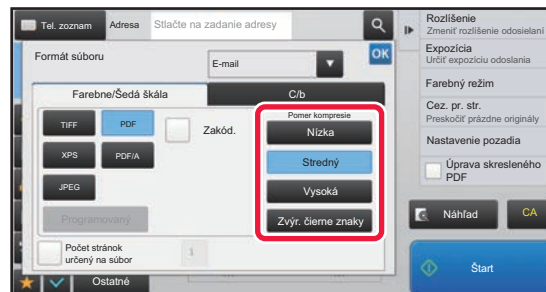 Tel. zoznam
Adresa
Stlačte na zadanie adresy
Formát súboru
E-mail
OK
Farebne/Šedá škála
C/b
TIFF
PDF
Zakód.
XPS
PDF/A
JPEG
Programovaný
Počet stránok
určený na súbor
1
Pomer kompresie
Nízka
Stredný
Vysoká
Zvýr. čierne znaky
Ostatné
Rozlíšenie
Zmeniť rozlíšenie odosielaní
Expozícia
Určiť expozíciu odoslania
Farebný režim
Cez. pr. str.
Preskočiť prázdne originály
Nastavenie pozadia
Úprava skresleného
PDF
Náhľad
CA
Štart